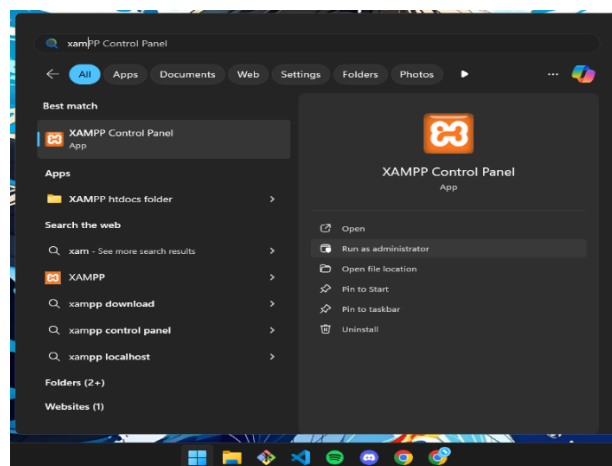 xamPP Control Panel
All Apps Documents Web Settings Folders Photos
Best match
XAMPP Control Panel
App
Apps
XAMPP htdocs folder
Search the web
xam - See more search results
XAMPP
xampp download
xampp control panel
xampp localhost
Folders (2+)
Websites (1)
XAMPP Control Panel
App
Open
Run as administrator
Open file location
Pin to Start
Pin to taskbar
Uninstall